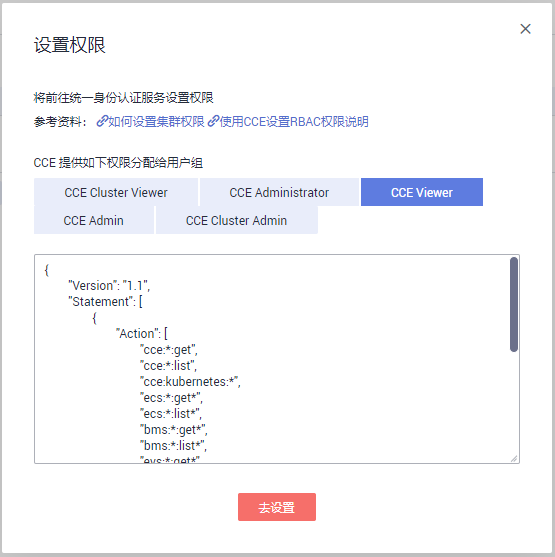 设置权限
将前往统一身份认证服务设置权限
参考资料： 如何设置集群权限 使用CCE设置RBAC权限说明
CCE 提供如下权限分配给用户组
CCE Cluster Viewer CCE Administrator CCE Viewer
CCE Admin CCE Cluster Admin
{
"Version": "1.1",
"Statement": [
{
"Action": [
"cce:*:get",
"cce:*:list",
"cce:kubernetes:*",
"ecs:*:get*",
"ecs:*:list*",
"bms:*:get*",
"bms:*:list*",
"evs:*:get*"
去设置